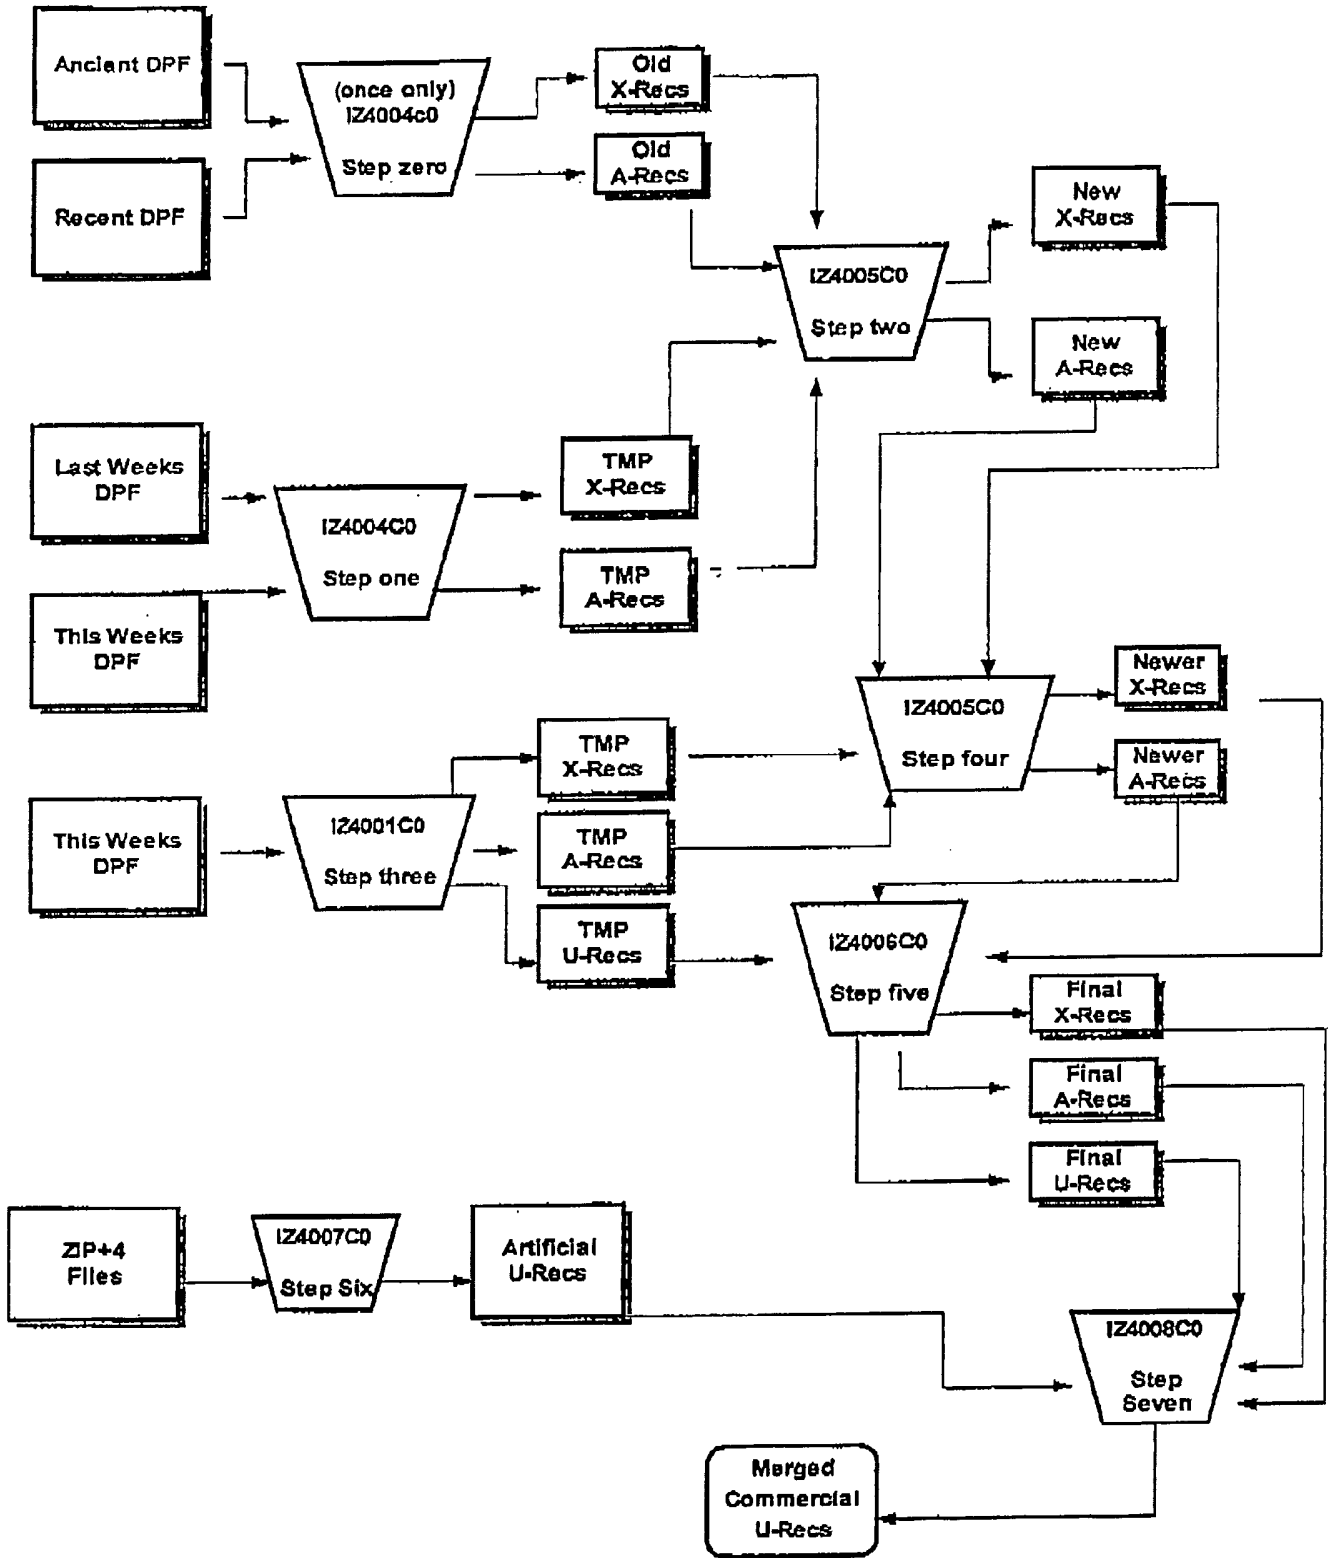 Ancient DPF
(once only)
IZ4004c0
Step zero
Old
X-Recs
Old
A-Recs
Recent DPF
New
X-Recs
IZ4005C0
Step two
New
A-Recs
Last Weeks
DPF
TMP
X-Recs
IZ4004C0
Step one
TMP
A-Recs
This Weeks
DPF
Newer
X-Recs
IZ4005C0
Step four
Newer
A-Recs
TMP
X-Recs
This Weeks
DPF
IZ4001C0
Step three
TMP
A-Recs
TMP
U-Recs
IZ4006C0
Step five
Final
X-Recs
Final
A-Recs
Final
U-Recs
ZIP+4
Files
IZ4007C0
Step Six
Artificial
U-Recs
IZ4008C0
Step
Seven
Merged
Commercial
U-Recs